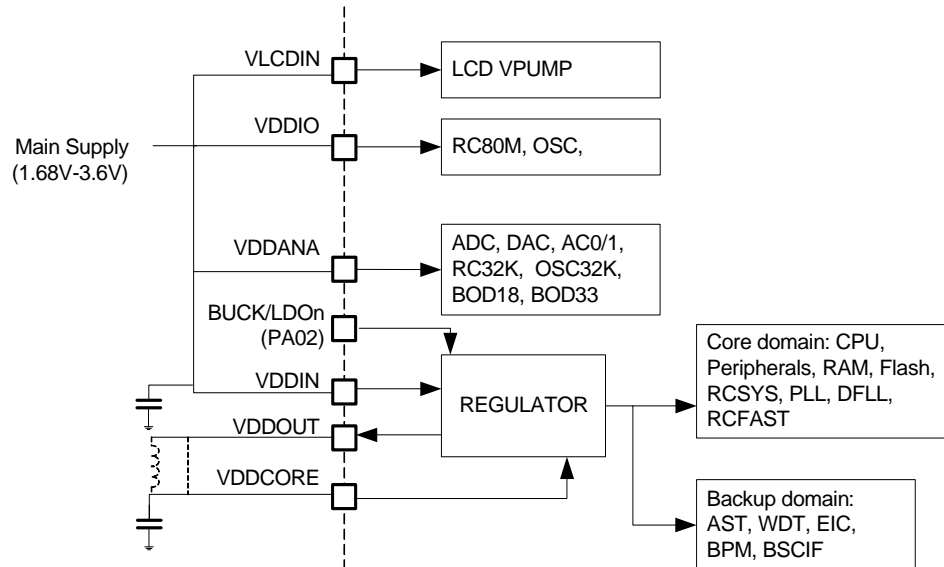 VLCDIN
LCD VPUMP
VDDIO
Main Supply
(1.68V-3.6V)
RC80M, OSC,
VDDANA
ADC, DAC, AC0/1,
RC32K, OSC32K,
BOD18, BOD33
BUCK/LDOn
(PA02)
VDDIN
REGULATOR
Core domain: CPU,
Peripherals, RAM, Flash,
RCSYS, PLL, DFLL,
RCFAST
VDDOUT
VDDCORE
Backup domain:
AST, WDT, EIC,
BPM, BSCIF